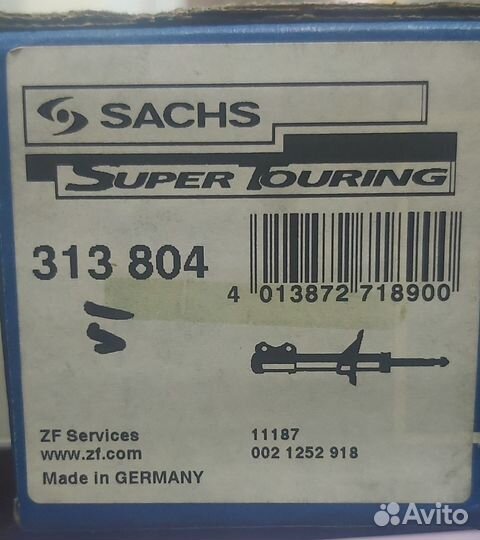 SACHS
SUPER TOURING
313 804
4 013872 718900
VI
ZF Services
11187
www.zf.com
002 1252 918
Made in GERMANY
Avito